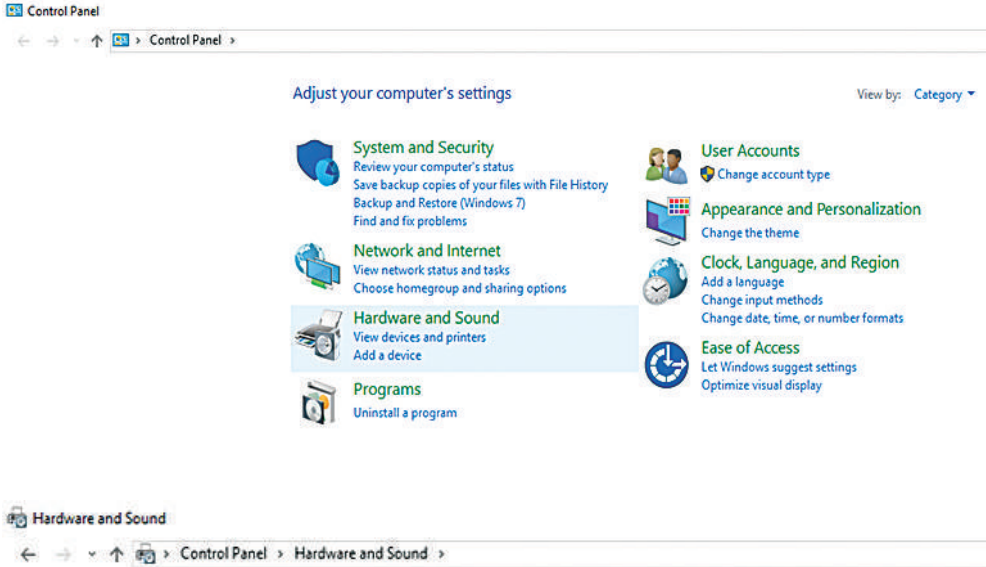 Control Panel
Control Panel
Adjust your computer's settings
View by: Category
System and Security
Review your computer's status
Save backup copies of your files with File History
Backup and Restore (Windows 7)
Find and fix problems
Network and Internet
View network status and tasks
Choose homegroup and sharing options
Hardware and Sound
View devices and printers
Add a device
Programs
Uninstall a program
User Accounts
Change account type
Appearance and Personalization
Change the theme
Clock, Language, and Region
Add a language
Change input methods
Change date, time, or number formats
Ease of Access
Let Windows suggest settings
Optimize visual display
Hardware and Sound
Control Panel > Hardware and Sound >